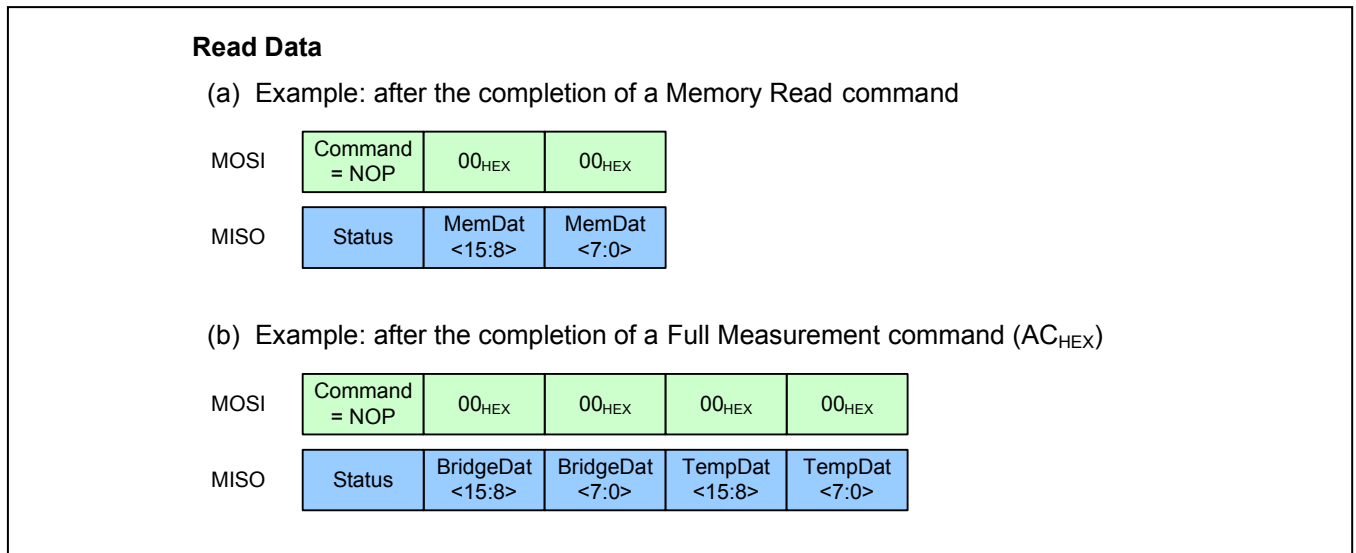 Read Data
(a) Example: after the completion of a Memory Read command
MOSI
Command
= NOP
00HEX
00HEX
MISO
Status
MemDat
<15:8>
MemDat
<7:0>
(b) Example: after the completion of a Full Measurement command (ACHEX)
MOSI
Command
= NOP
00HEX
00HEX
00HEX
00HEX
MISO
Status
BridgeDat
<15:8>
BridgeDat
<7:0>
TempDat
<15:8>
TempDat
<7:0>